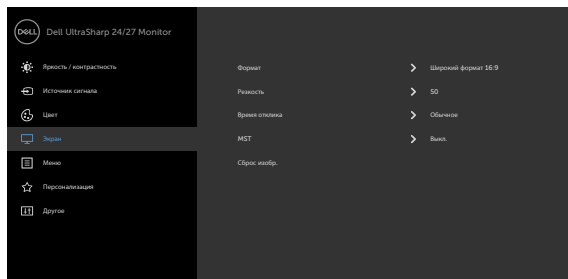 DELL Dell UltraSharp 24/27 Monitor
Яркость / контрастность
Источник сигнала
Цвет
Экран
Меню
Персонализация
Другое
Формат Широкий формат 16:9
Резкость 50
Время отклика Обычное
MST Выкл.
Сброс изобр.